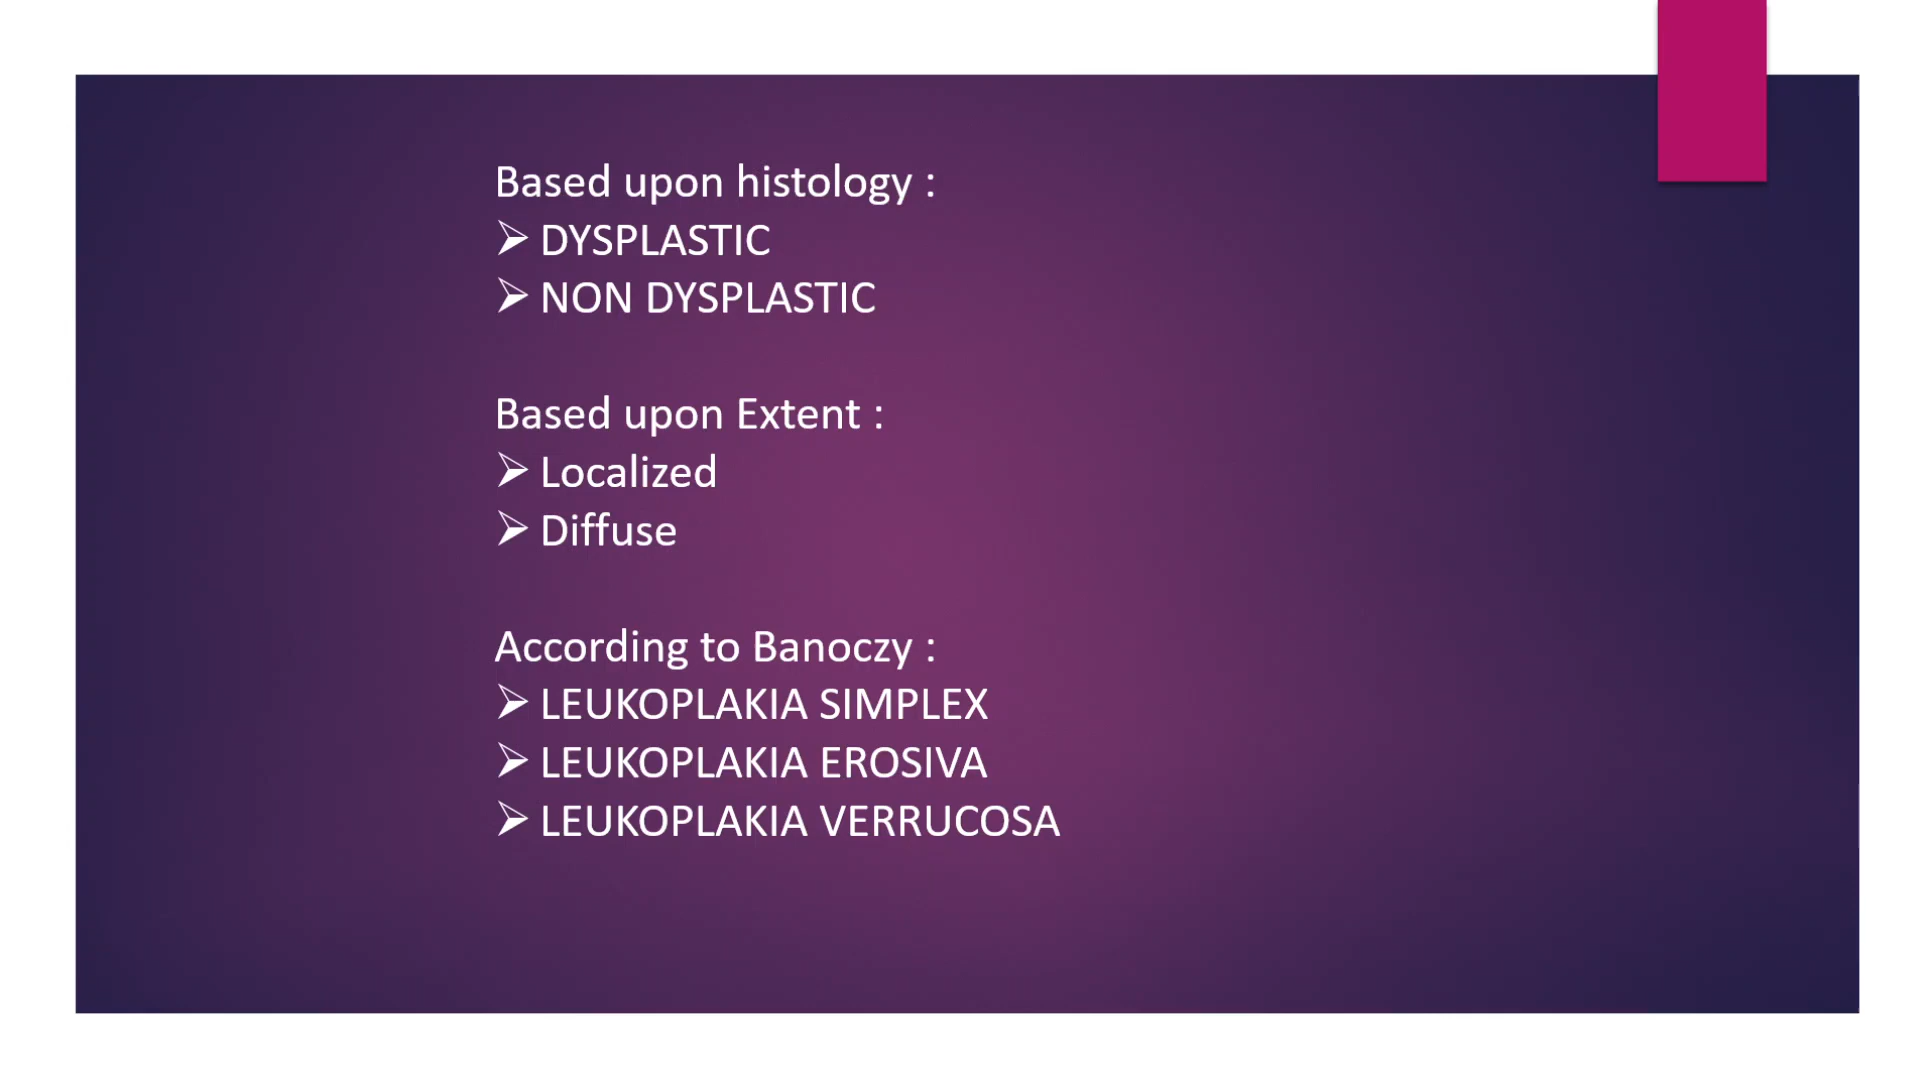 Based upon histology :
➢ DYSPLASTIC
➢ NON DYSPLASTIC
Based upon Extent :
➢ Localized
➢ Diffuse
According to Banoczy :
➢ LEUKOPLAKIA SIMPLEX
➢ LEUKOPLAKIA EROSIVA
➢ LEUKOPLAKIA VERRUCOSA